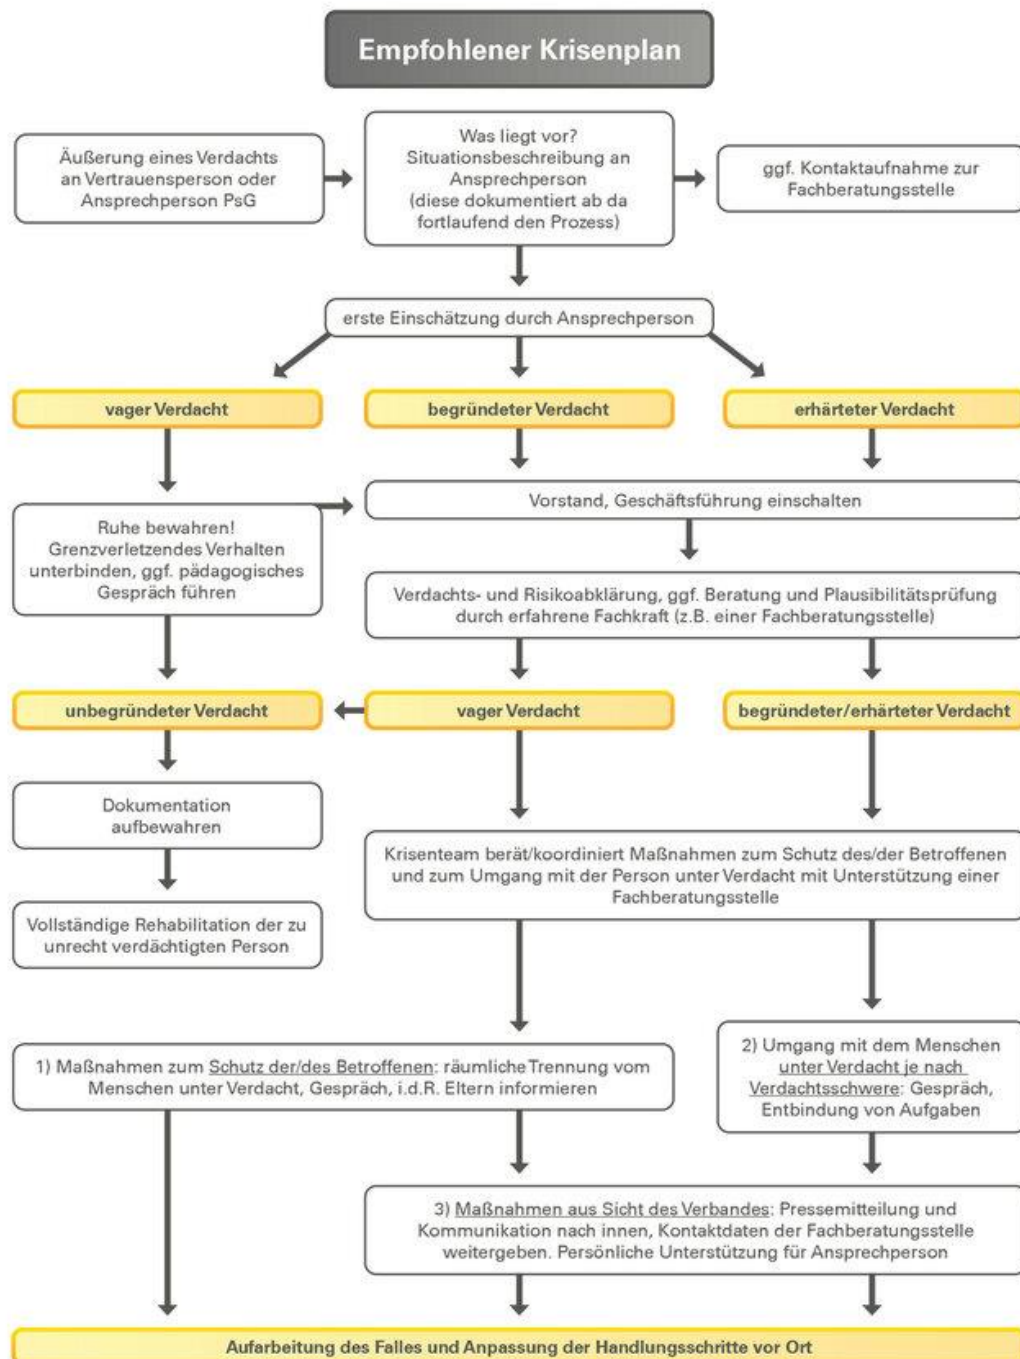 Empfohlener Krisenplan
Äußerung eines Verdachts
an Vertrauensperson oder
Ansprechperson PsG
Was liegt vor?
Situationsbeschreibung an
Ansprechperson
(diese dokumentiert ab da
fortlaufend den Prozess)
ggf. Kontaktaufnahme zur
Fachberatungsstelle
erste Einschätzung durch Ansprechperson
vager Verdacht
begründeter Verdacht
erhärteter Verdacht
Ruhe bewahren!
Grenzverletzendes Verhalten
unterbinden, ggf. pädagogisches
Gespräch führen
Vorstand, Geschäftsführung einschalten
Verdachts- und Risikoabklärung, ggf. Beratung und Plausibilitätsprüfung
durch erfahrene Fachkraft (z.B. einer Fachberatungsstelle)
unbegründeter Verdacht
vager Verdacht
begründeter/erhärteter Verdacht
Dokumentation
aufbewahren
Vollständige Rehabilitation der zu
unrecht verdächtigten Person
Krisenteam berät/koordiniert Maßnahmen zum Schutz des/der Betroffenen
und zum Umgang mit der Person unter Verdacht mit Unterstützung einer
Fachberatungsstelle
1) Maßnahmen zum Schutz der/des Betroffenen: räumliche Trennung vom
Menschen unter Verdacht, Gespräch, i.d.R. Eltern informieren
2) Umgang mit dem Menschen
unter Verdacht je nach
Verdachtsschwere: Gespräch,
Entbindung von Aufgaben
3) Maßnahmen aus Sicht des Verbandes: Pressemitteilung und
Kommunikation nach innen, Kontaktdaten der Fachberatungsstelle
weitergeben. Persönliche Unterstützung für Ansprechperson
Aufarbeitung des Falles und Anpassung der Handlungsschritte vor Ort